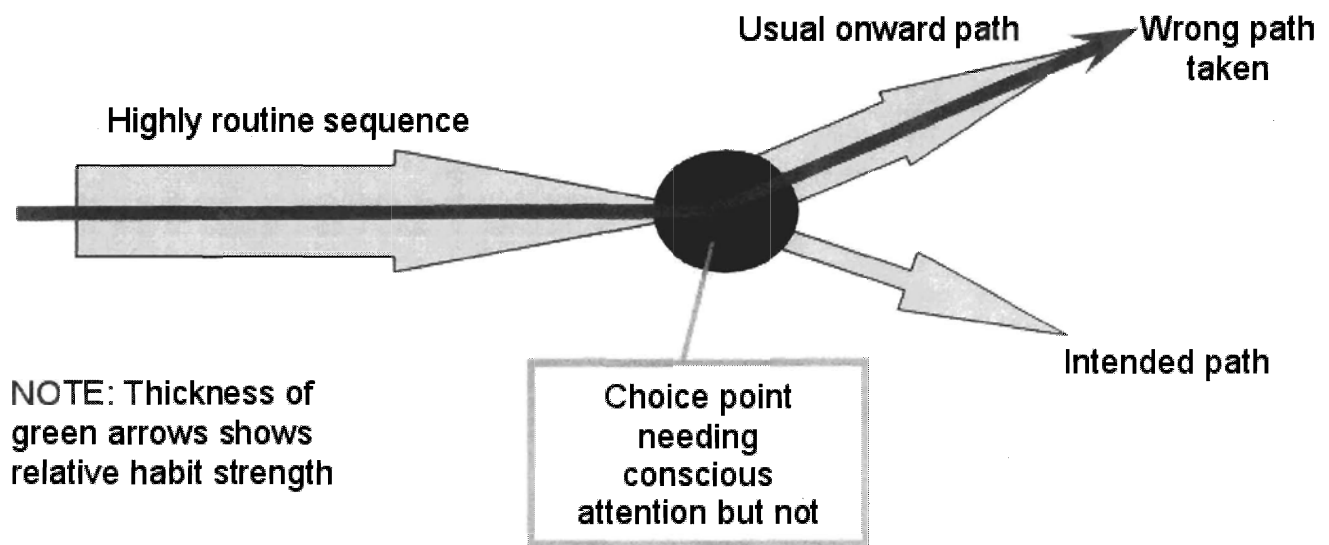 Usual onward path
Wrong path
taken
Highly routine sequence
Intended path
NOTE: Thickness of
green arrows shows
relative habit strength
Choice point
needing
conscious
attention but not